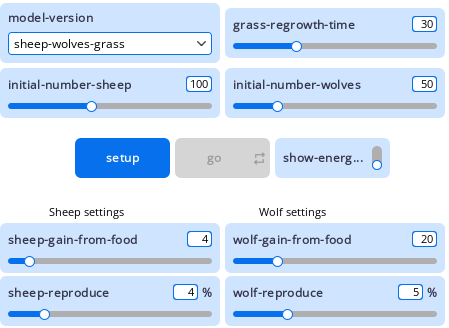 model-version
sheep-wolves-grass
grass-regrowth-time 30
initial-number-sheep 100
initial-number-wolves 50
setup
go
show-energ...
Sheep settings
Wolf settings
sheep-gain-from-food 4
wolf-gain-from-food 20
sheep-reproduce 4 %
wolf-reproduce 5 %